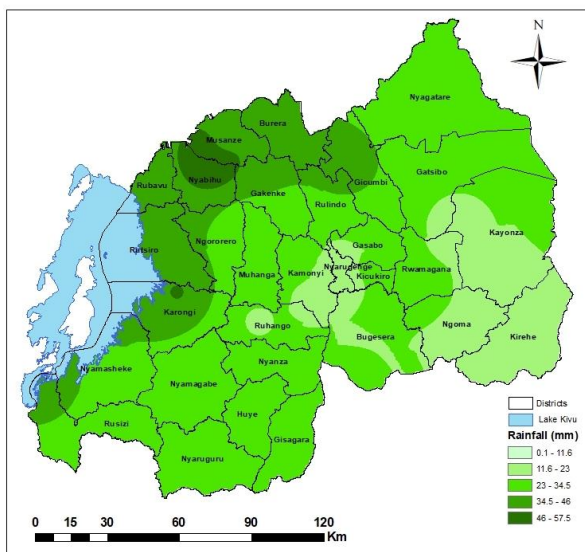 N
Nyagatare
Burera
Musanze
Nyabihu
Rubavu
Gakenke
Gicumbi
Gatsibo
Rulindo
Rutsiro
Ngororero
Gasabo
Kayonza
Muhanga
Kamonyi
Nyarugenge
Kicukiro
Rwamagana
Karongi
Ruhango
Bugesera
Ngoma
Kirehe
Nyamasheke
Nyanza
Nyamagabe
Huye
Rusizi
Gisagara
Nyaruguru
Districts
Lake Kivu
Rainfall (mm)
0.1 - 11.6
11.6 - 23
23 - 34.5
34.5 - 46
46 - 57.5
0 15 30 60 90 120
Km